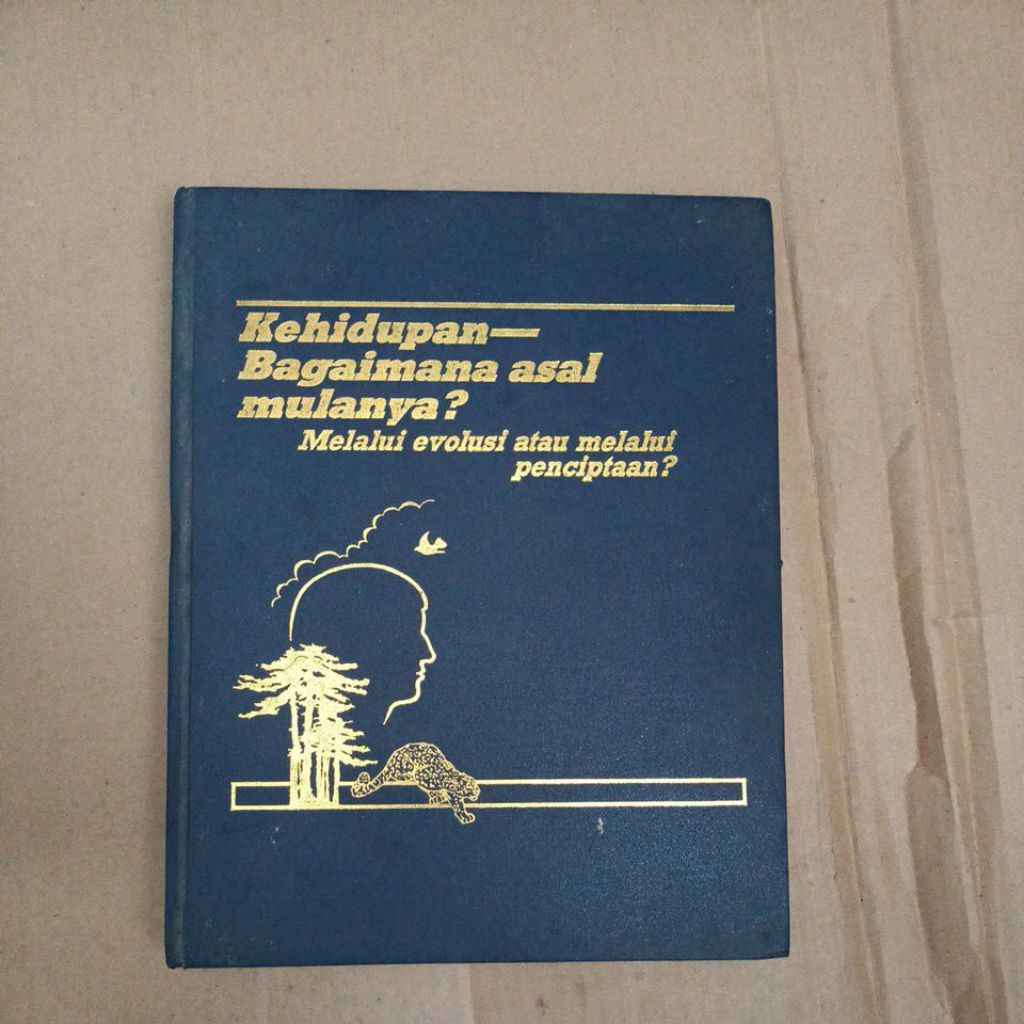 Kehidupan—
Bagaimana asal
mulanya?
Melalui evolusi atau melalui
penciptaan?